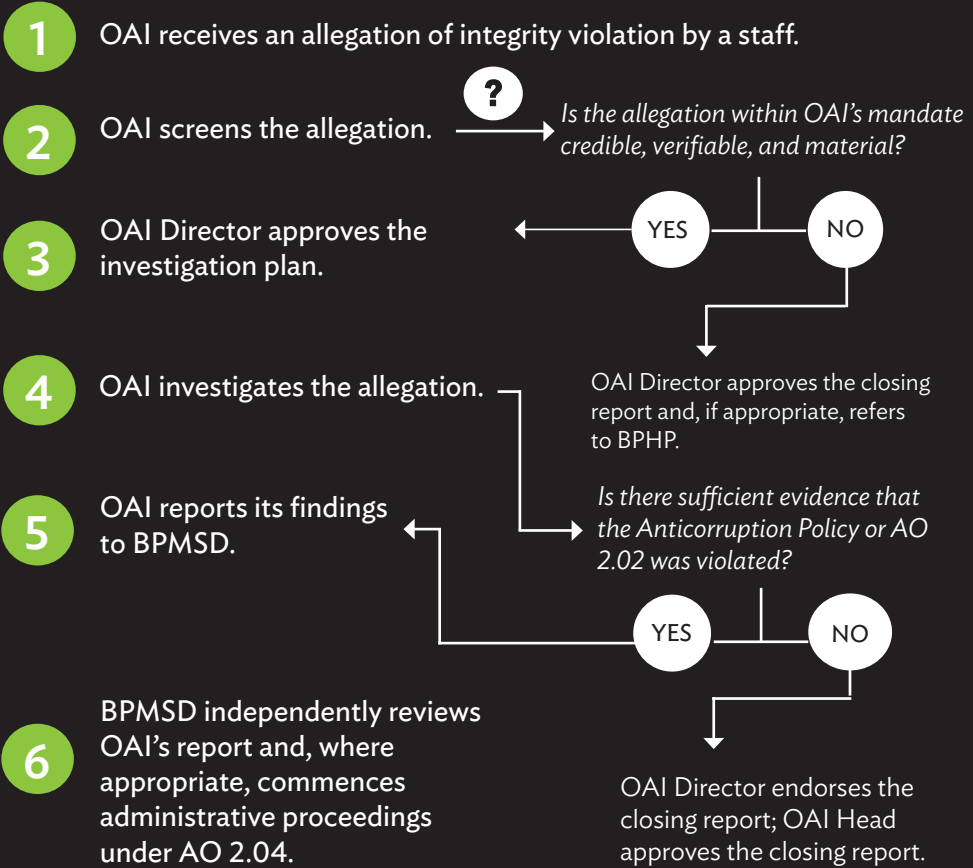 1
OAI receives an allegation of integrity violation by a staff.
2
OAI screens the allegation.
?
Is the allegation within OAI's mandate
credible, verifiable, and material?
YES
NO
3
OAI Director approves the
investigation plan.
OAI Director approves the closing
report and, if appropriate, refers
to BPHP.
4
OAI investigates the allegation.
Is there sufficient evidence that
the Anticorruption Policy or AO
2.02 was violated?
YES
NO
5
OAI reports its findings
to BPMSD.
OAI Director endorses the
closing report; OAI Head
approves the closing report.
6
BPMSD independently reviews
OAI's report and, where
appropriate, commences
administrative proceedings
under AO 2.04.